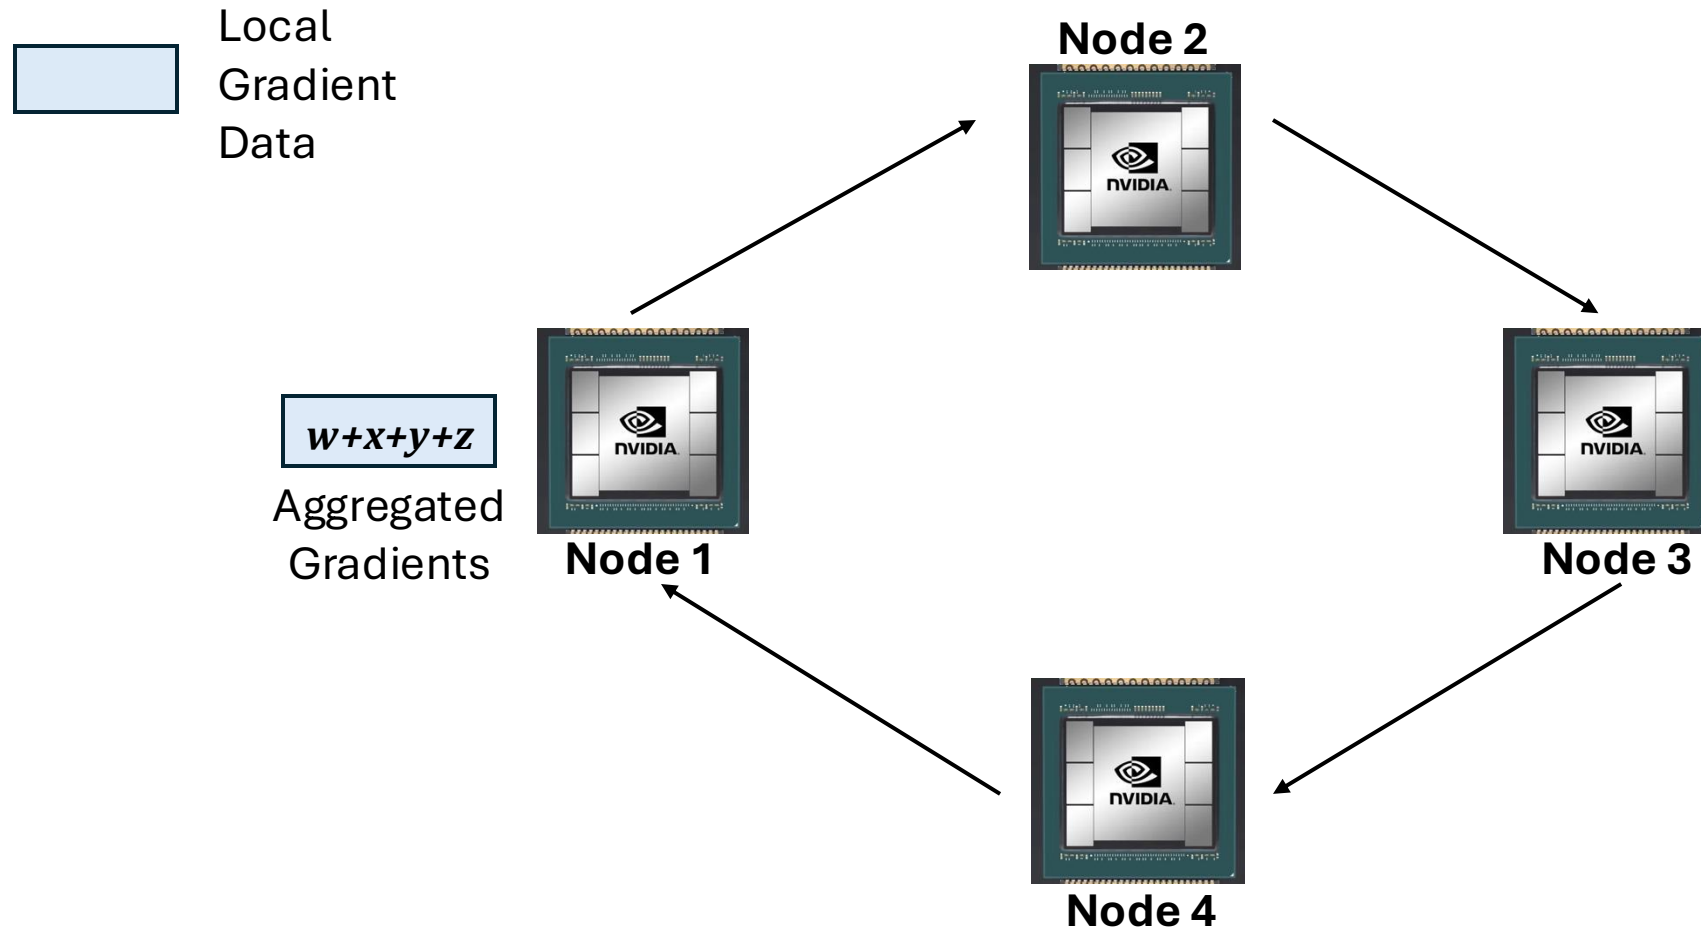 Local
Gradient
Data
Node 2
NVIDIA
w+x+y+z
Aggregated
Gradients
NVIDIA
Node 1
NVIDIA
Node 3
NVIDIA
Node 4